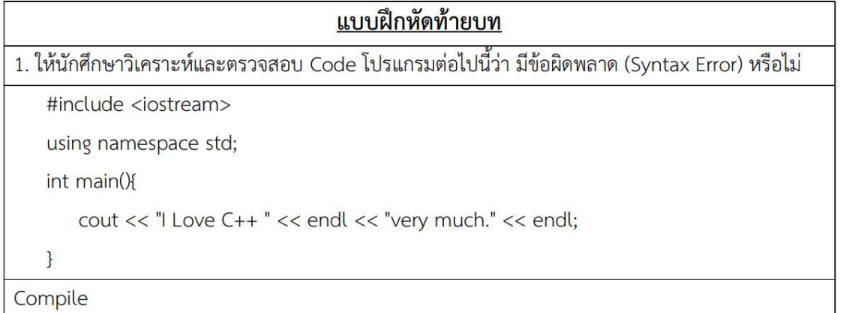 แบบฝึกหัดท้ายบท
1. ให้นักศึกษาวิเคราะห์และตรวจสอบ Code โปรแกรมต่อไปนี้ว่า มีข้อผิดพลาด (Syntax Error) หรือไม่
#include <iostream>
using namespace std;
int main(){
cout << "I Love C++ " << endl << "very much." << endl;
}
Compile